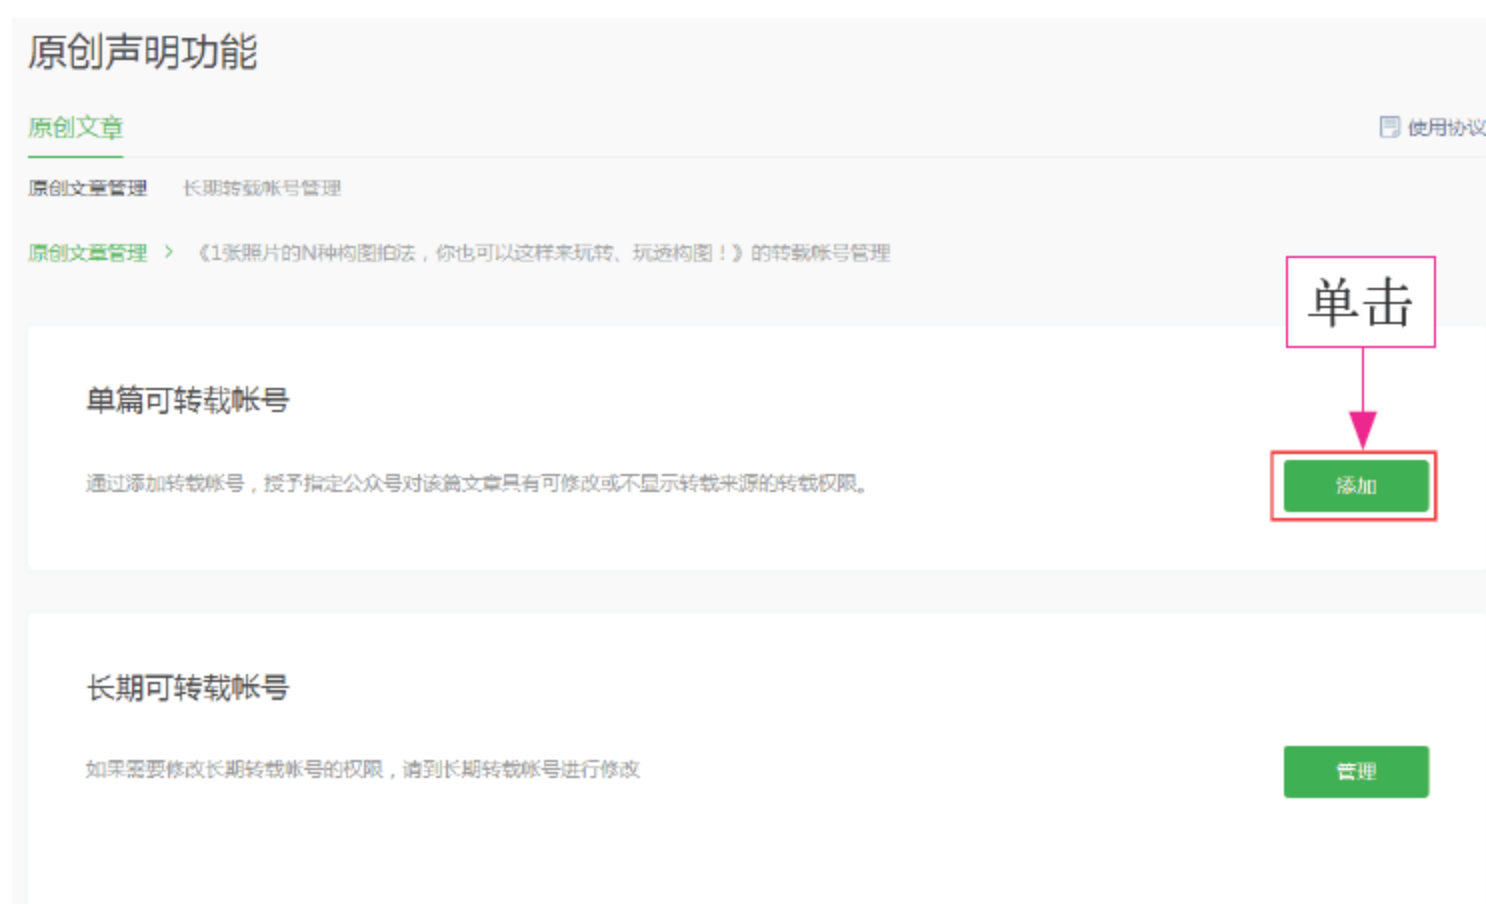 原创声明功能
原创文章
使用协议
原创文章管理 长期转载帐号管理
原创文章管理 > 《1张照片的N种构图拍法，你也可以这样来玩转、玩透构图！》的转载帐号管理
单击
单篇可转载帐号
通过添加转载帐号，授予指定公众号对该篇文章具有可修改或不显示转载来源的转载权限。
添加
长期可转载帐号
如果需要修改长期转载帐号的权限，请到长期转载帐号进行修改
管理